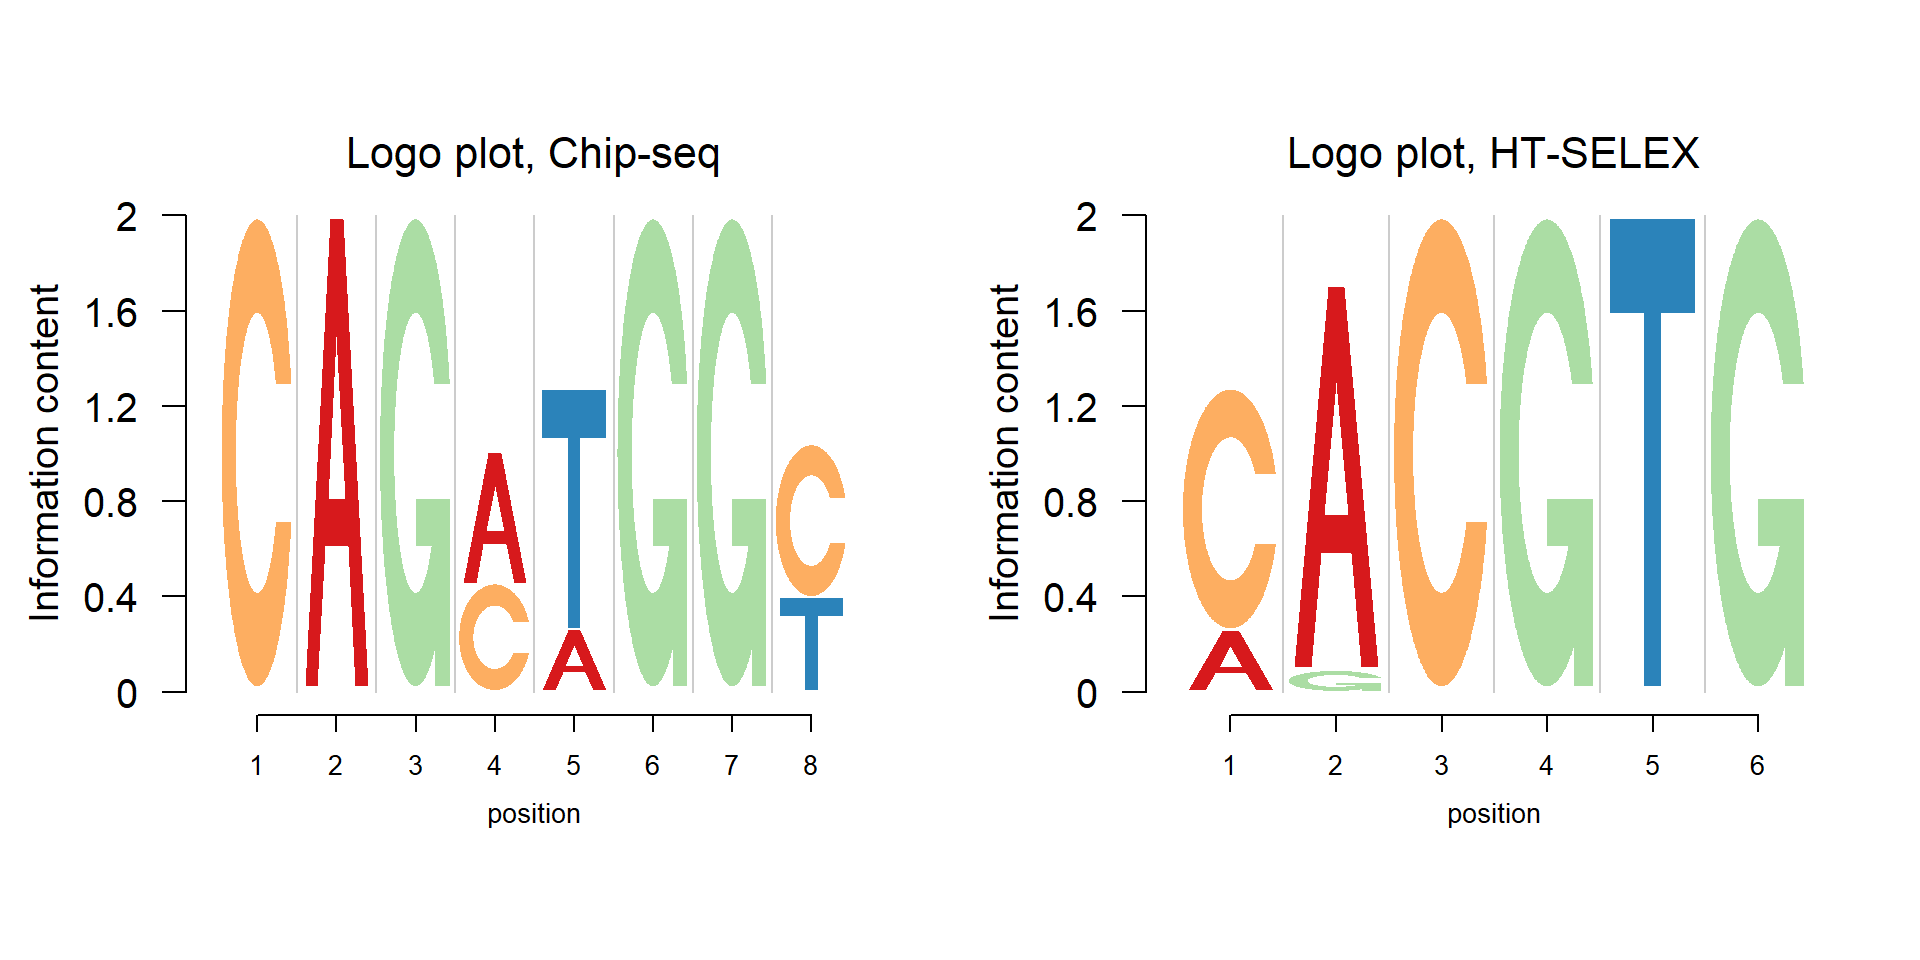 Logo plot, Chip-seq
Information content
2
1.6
1.2
0.8
0.4
0
C A G A T G G C
C A T
1 2 3 4 5 6 7 8
position
Logo plot, HT-SELEX
Information content
2
1.6
1.2
0.8
0.4
0
C A C G T G
A G
1 2 3 4 5 6
position